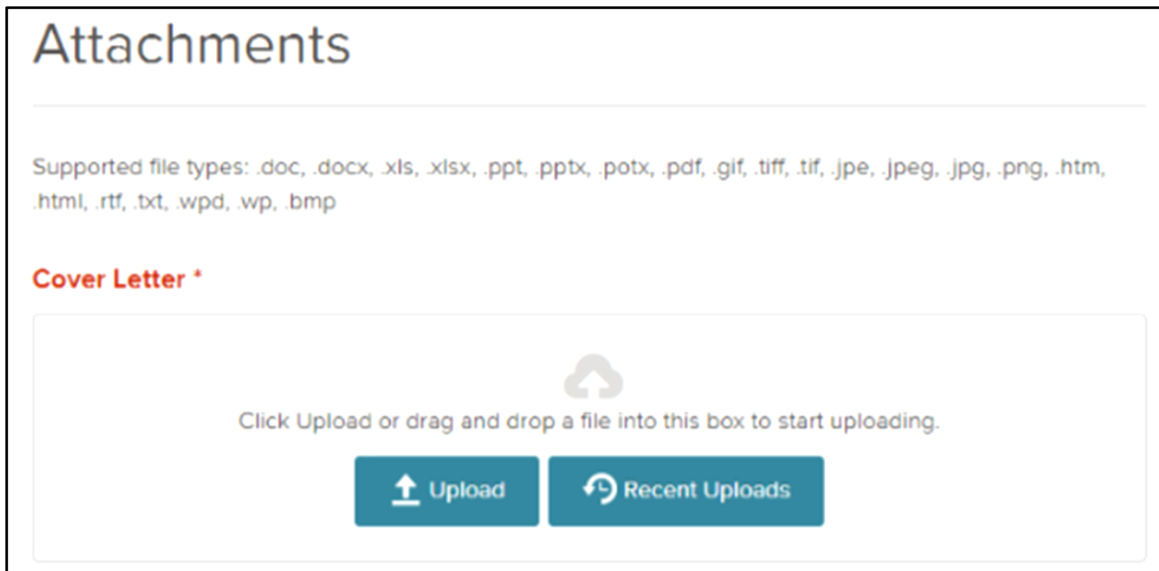 Attachments
Supported file types: .doc, .docx, .xls, .xlsx, .ppt, .pptx, .potx, .pdf, .gif, .tiff, .tif, .jpe, .jpeg, .jpg, .png, .htm,
.html, .rtf, .txt, .wpd, .wp, .bmp
Cover Letter *
Click Upload or drag and drop a file into this box to start uploading.
Upload Recent Uploads